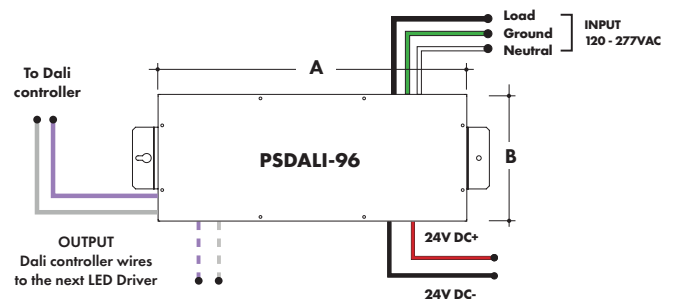 Load
Ground
Neutral
INPUT
120 - 277VAC
To Dali
controller
A
PSDALI-96
B
OUTPUT
Dali controller wires
to the next LED Driver
24V DC+
24V DC-